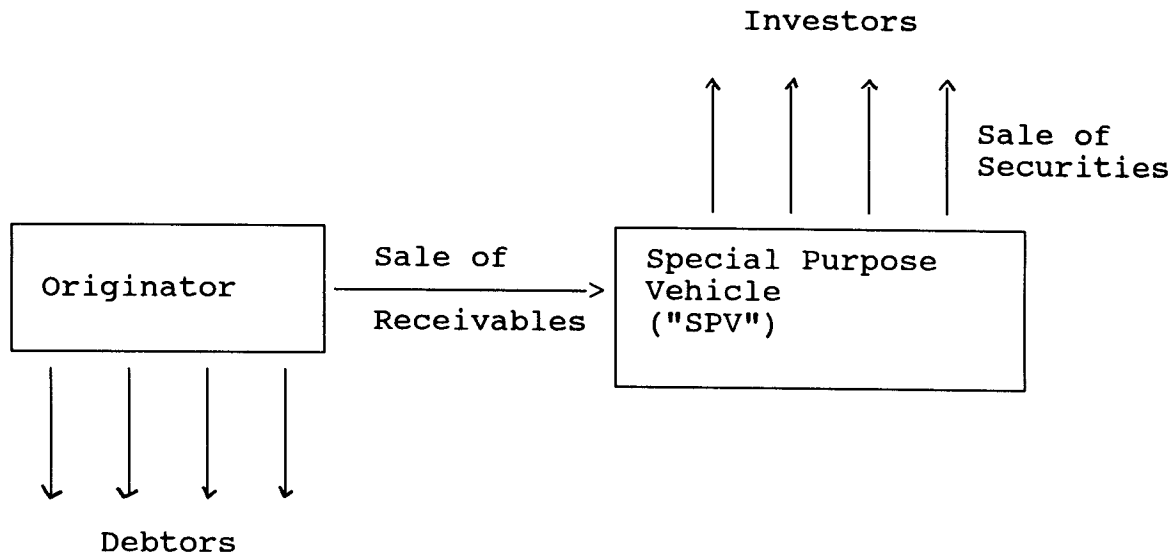 Investors
Sale of
Securities
Originator
Sale of
Receivables
Special Purpose
Vehicle
("SPV")
Debtors